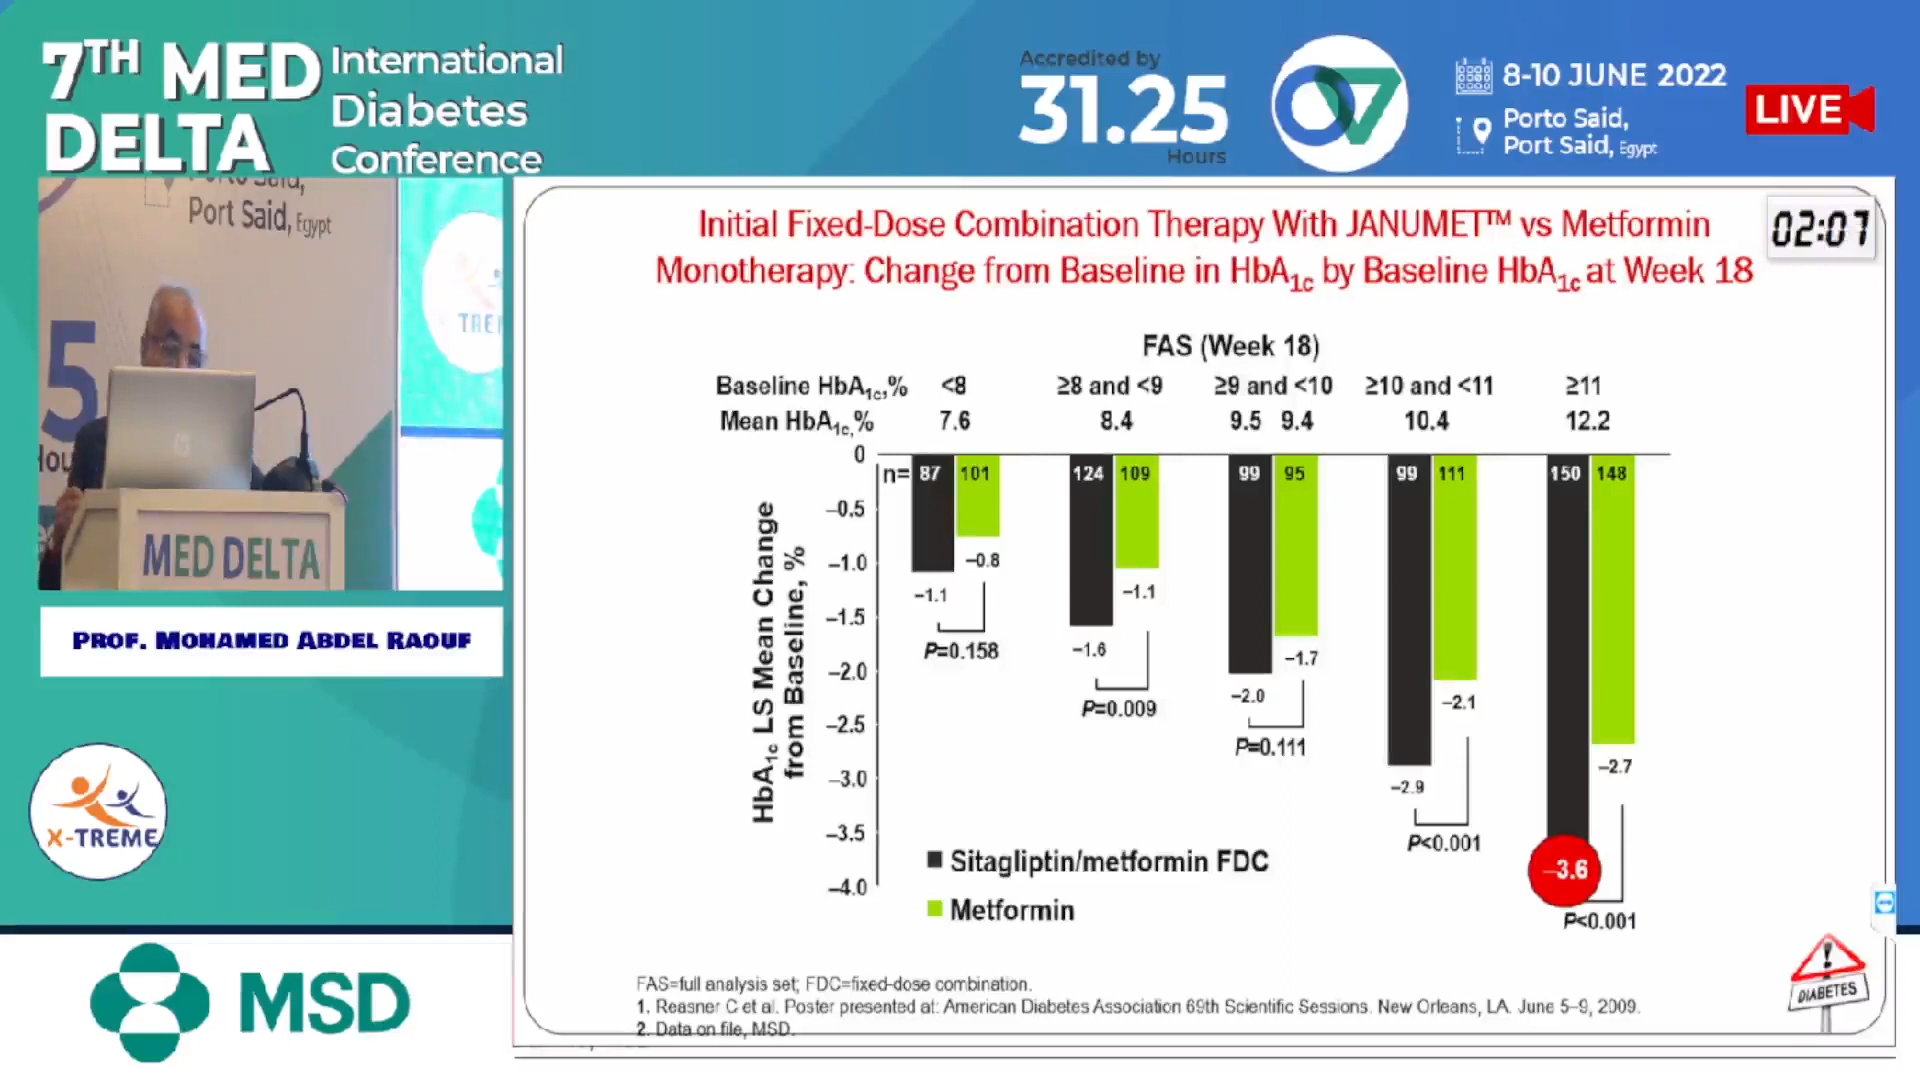 7TH MED
DELTA
International
Diabetes
Conference
Accredited by
31.25
Hours
8-10 JUNE 2022
Porto Said,
Port Said, Egypt
LIVE
Port Said, Egypt
5
MED DELTA
PROF. MOHAMED ABDEL RAOUF
X-TREME
MSD
02:07
Initial Fixed-Dose Combination Therapy With JANUMET™ vs Metformin
Monotherapy: Change from Baseline in HbA1c by Baseline HbA1c at Week 18
FAS (Week 18)
Baseline HbA1c,% <8 ≥8 and <9 ≥9 and <10 ≥10 and <11 ≥11
Mean HbA1c,% 7.6 8.4 9.5 9.4 10.4 12.2
n= 87 101 124 109 99 95 99 111 150 148
HbA1c LS Mean Change
from Baseline, %
0
–0.5
–1.0
–1.5
–2.0
–2.5
–3.0
–3.5
–4.0
–1.1
–0.8
P=0.158
–1.6
–1.1
P=0.009
–2.0
–1.7
P=0.111
–2.9
–2.1
P<0.001
–3.6
–2.7
P<0.001
Sitagliptin/metformin FDC
Metformin
FAS=full analysis set; FDC=fixed-dose combination.
1. Reasner C et al. Poster presented at: American Diabetes Association 69th Scientific Sessions. New Orleans, LA. June 5–9, 2009.
2. Data on file, MSD.
DIABETES